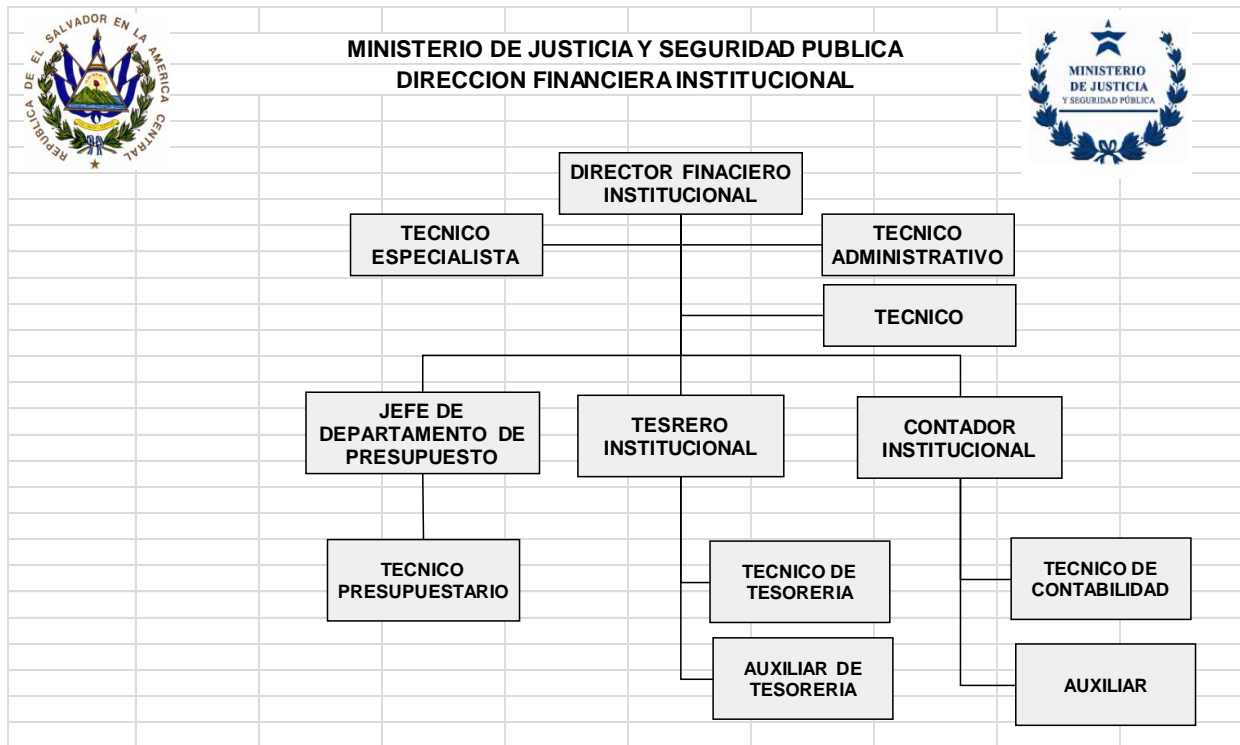 REPUBLICA DE EL SALVADOR EN LA AMERICA CENTRAL
MINISTERIO DE JUSTICIA Y SEGURIDAD PUBLICA
DIRECCION FINANCIERA INSTITUCIONAL
MINISTERIO
DE JUSTICIA
Y SEGURIDAD PÚBLICA
DIRECTOR FINACIERO
INSTITUCIONAL
TECNICO
ESPECIALISTA
TECNICO
ADMINISTRATIVO
TECNICO
JEFE DE
DEPARTAMENTO DE
PRESUPUESTO
TESRERO
INSTITUCIONAL
CONTADOR
INSTITUCIONAL
TECNICO
PRESUPUESTARIO
TECNICO DE
TESORERIA
TECNICO DE
CONTABILIDAD
AUXILIAR DE
TESORERIA
AUXILIAR